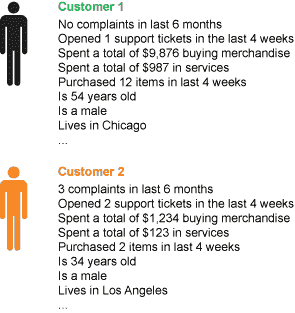 Customer 1
No complaints in last 6 months
Opened 1 support tickets in the last 4 weeks
Spent a total of $9,876 buying merchandise
Spent a total of $987 in services
Purchased 12 items in last 4 weeks
Is 54 years old
Is a male
Lives in Chicago
...
Customer 2
3 complaints in last 6 months
Opened 2 support tickets in the last 4 weeks
Spent a total of $1,234 buying merchandise
Spent a total of $123 in services
Purchased 2 items in last 4 weeks
Is 34 years old
Is a male
Lives in Los Angeles
...